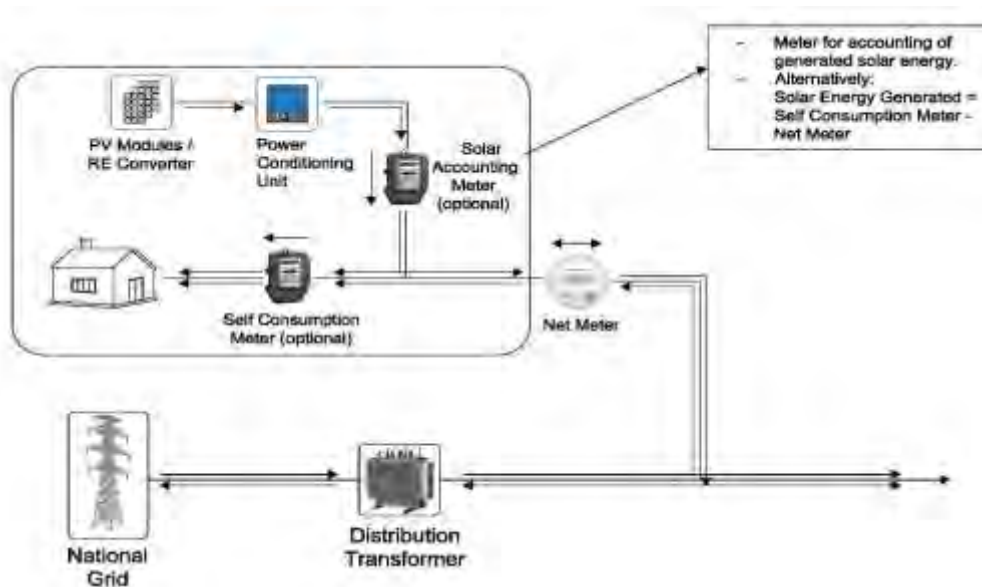 - Meter for accounting of
generated solar energy.
- Alternatively:
Solar Energy Generated =
Self Consumption Meter -
Net Meter
PV Modules /
RE Converter
Power
Conditioning
Unit
Solar
Accounting
Meter
(optional)
Self Consumption
Meter (optional)
Net Meter
National
Grid
Distribution
Transformer